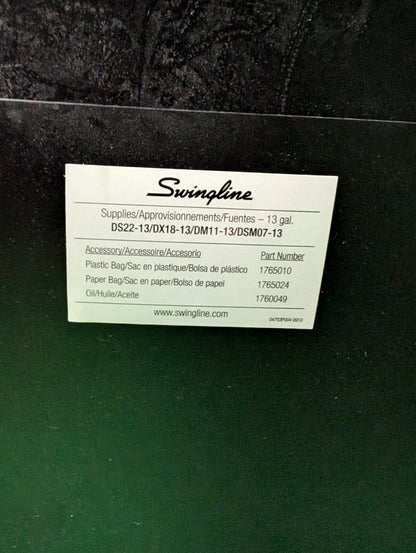 Swingline
Supplies/Approvisionnements/Fuentes – 13 gal.
DS22-13/DX18-13/DM11-13/DSM07-13
Accessory/Accessoire/Accesorio Part Number
Plastic Bag/Sac en plastique/Bolsa de plástico 1765010
Paper Bag/Sac en papier/Bolso de papel 1765024
Oil/Huile/Aceite 1760049
www.swingline.com